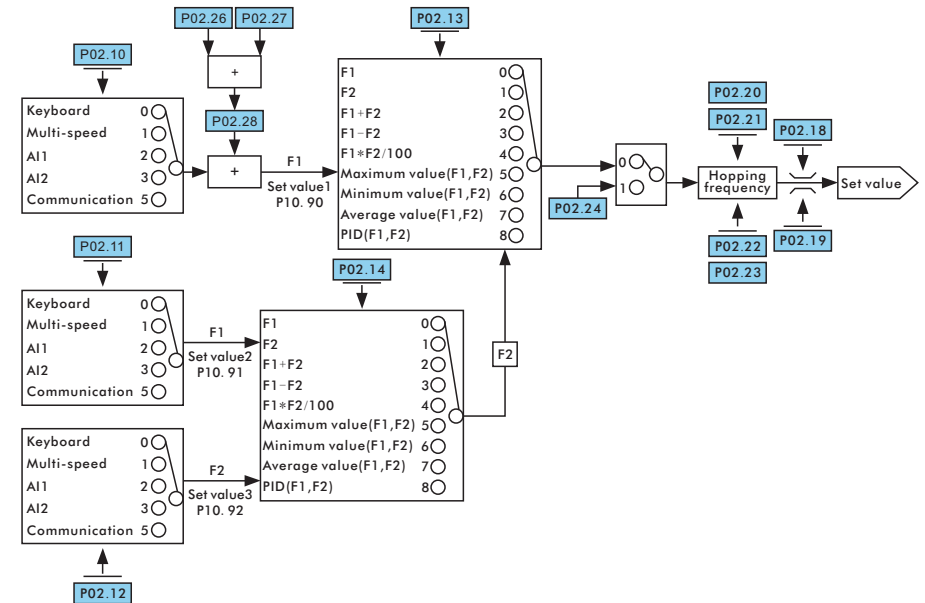 P02.26
P02.27
P02.13
P02.10
+
P02.28
+
Keyboard 0
Multi-speed 1
AI1 2
AI2 3
Communication 5
F1
Set value1
P10. 90
F1 0
F2 1
F1+F2 2
F1-F2 3
F1*F2/100 4
Maximum value(F1,F2) 5
Minimum value(F1,F2) 6
Average value(F1,F2) 7
PID(F1,F2) 8
0
1
P02.24
P02.20
P02.21
Hopping
frequency
P02.22
P02.23
P02.18
P02.19
Set value
P02.11
Keyboard 0
Multi-speed 1
AI1 2
AI2 3
Communication 5
F1
Set value2
P10. 91
P02.14
F1 0
F2 1
F1+F2 2
F1-F2 3
F1*F2/100 4
Maximum value(F1,F2) 5
Minimum value(F1,F2) 6
Average value(F1,F2) 7
PID(F1,F2) 8
F2
Keyboard 0
Multi-speed 1
AI1 2
AI2 3
Communication 5
F2
Set value3
P10. 92
P02.12